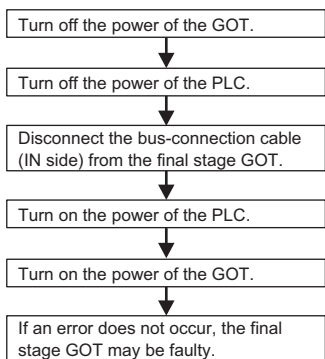 Turn off the power of the GOT.
Turn off the power of the PLC.
Disconnect the bus-connection cable
(IN side) from the final stage GOT.
Turn on the power of the PLC.
Turn on the power of the GOT.
If an error does not occur, the final
stage GOT may be faulty.